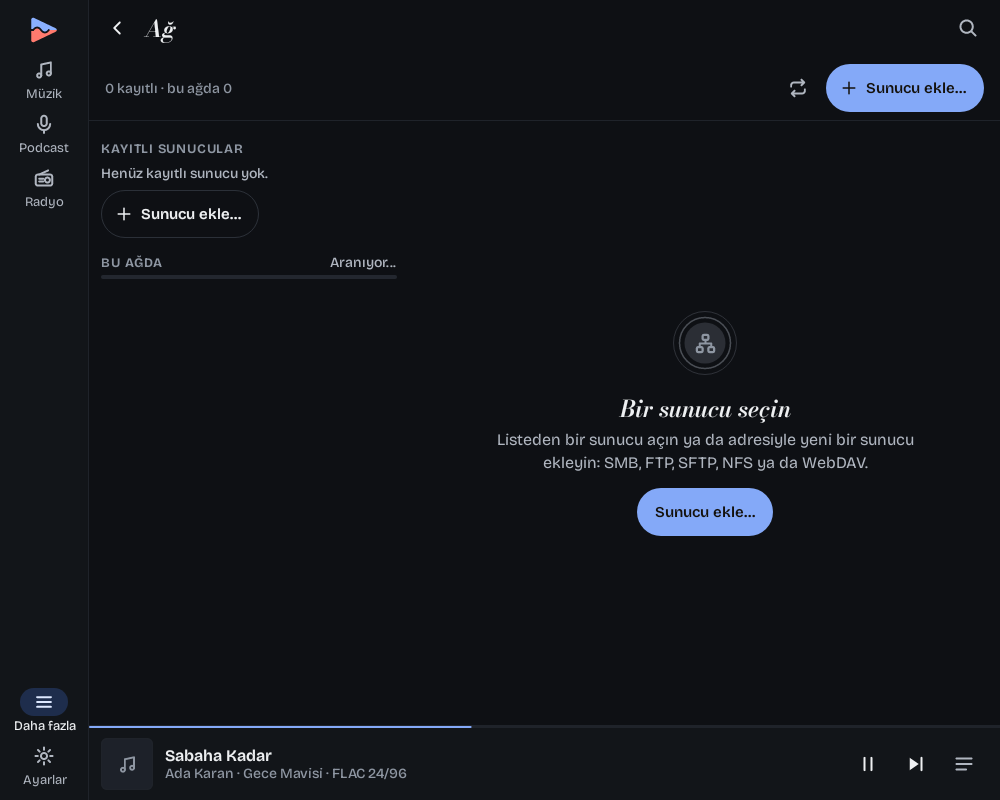 Ağ
0 kayıtlı · bu ağda 0
Sunucu ekle...
Müzik
Podcast
Radyo
KAYITLI SUNUCULAR
Henüz kayıtlı sunucu yok.
Sunucu ekle...
BU AĞDA
Aranıyor...
Bir sunucu seçin
Listeden bir sunucu açın ya da adresiyle yeni bir sunucu
ekleyin: SMB, FTP, SFTP, NFS ya da WebDAV.
Sunucu ekle...
Daha fazla
Ayarlar
Sabaha Kadar
Ada Karan · Gece Mavisi · FLAC 24/96